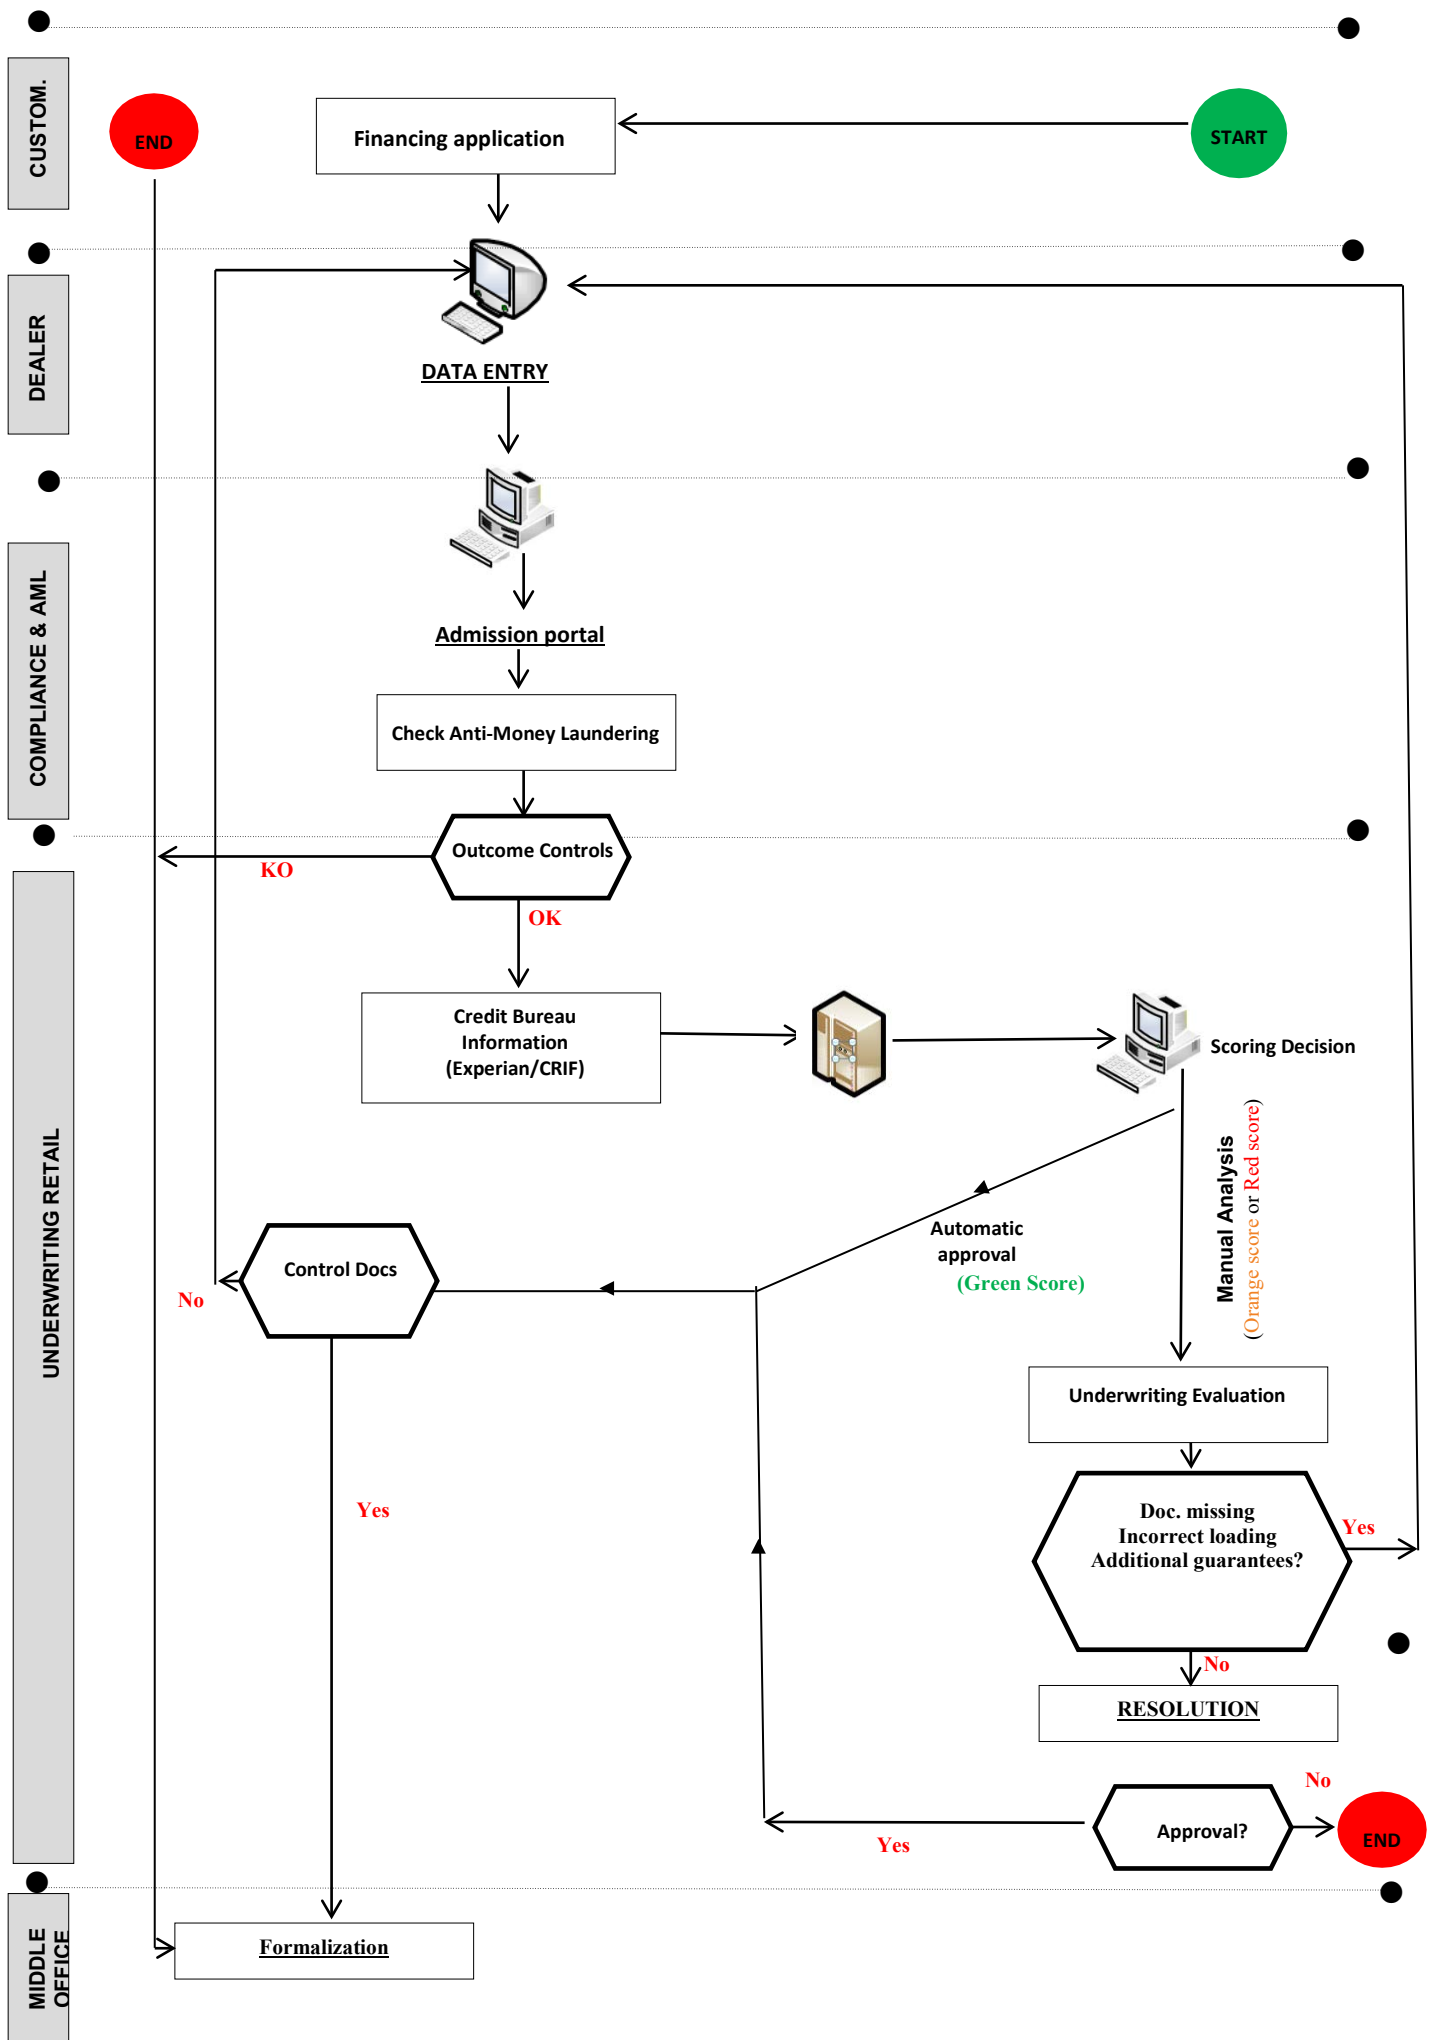 CUSTOM.
END
Financing application
START
DEALER
DATA ENTRY
COMPLIANCE & AML
Admission portal
Check Anti-Money Laundering
Outcome Controls
KO
OK
UNDERWRITING RETAIL
Credit Bureau
Information
(Experian/CRIF)
Scoring Decision
Manual Analysis
(Orange score or Red score)
Automatic
approval
(Green Score)
Control Docs
No
Yes
Underwriting Evaluation
Doc. missing
Incorrect loading
Additional guarantees?
Yes
No
RESOLUTION
No
Approval?
Yes
END
MIDDLE
OFFICE
Formalization